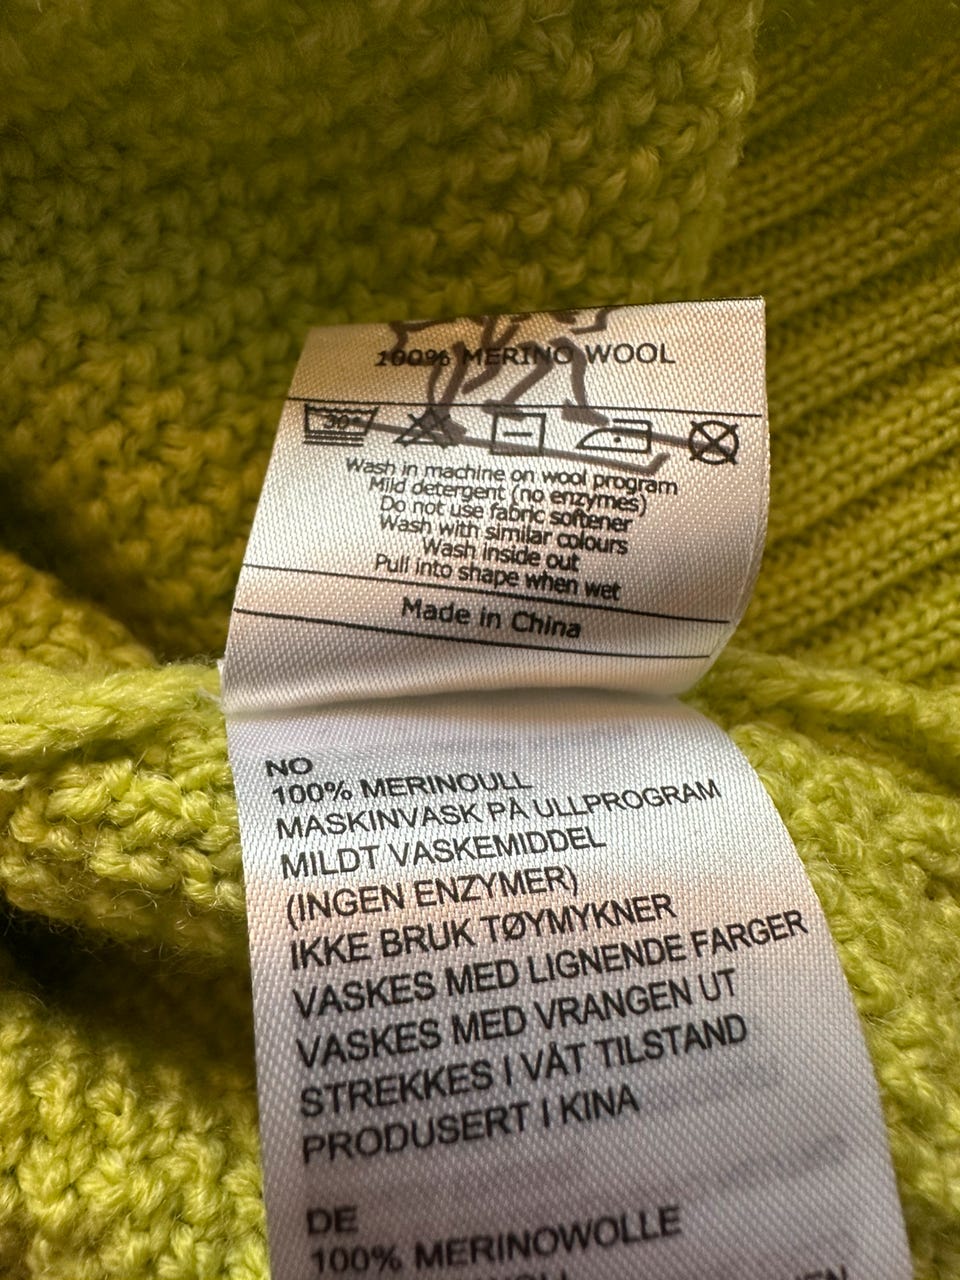 100% MERINO WOOL
30°
Wash in machine on wool program
Mild detergent (no enzymes)
Do not use fabric softener
Wash with similar colours
Wash inside out
Pull into shape when wet
Made in China
NO
100% MERINOULL
MASKINVASK PÅ ULLPROGRAM
MILDT VASKEMIDDEL
(INGEN ENZYMER)
IKKE BRUK TØYMYKNER
VASKES MED LIGNENDE FARGER
VASKES MED VRANGEN UT
STREKKES I VÅT TILSTAND
PRODUSERT I KINA
DE
100% MERINOWOLLE